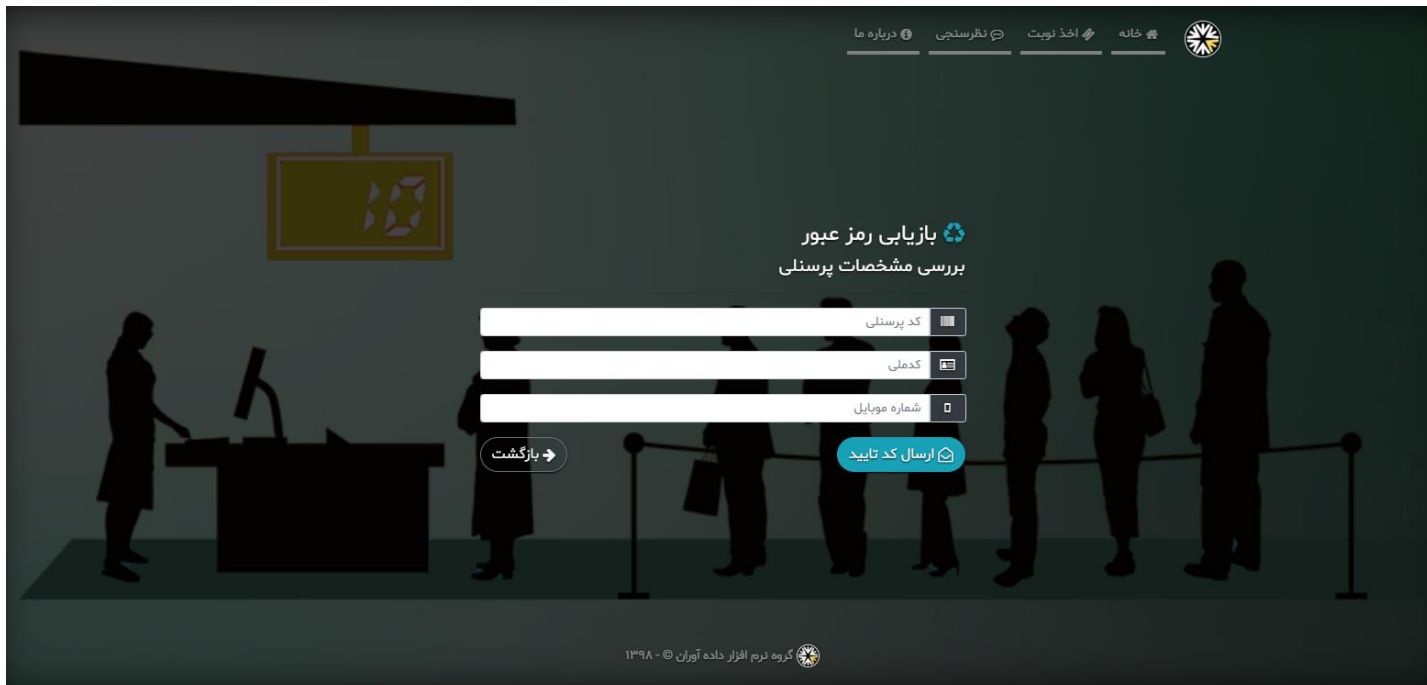 خانه
اخذ نوبت
نظرسنجی
درباره ما
10
بازیابی رمز عبور
بررسی مشخصات پرسنلی
کد پرسنلی
کدملی
شماره موبایل
ارسال کد تایید
بازگشت
گروه نرم افزار داده آوران © - ۱۳۹۸